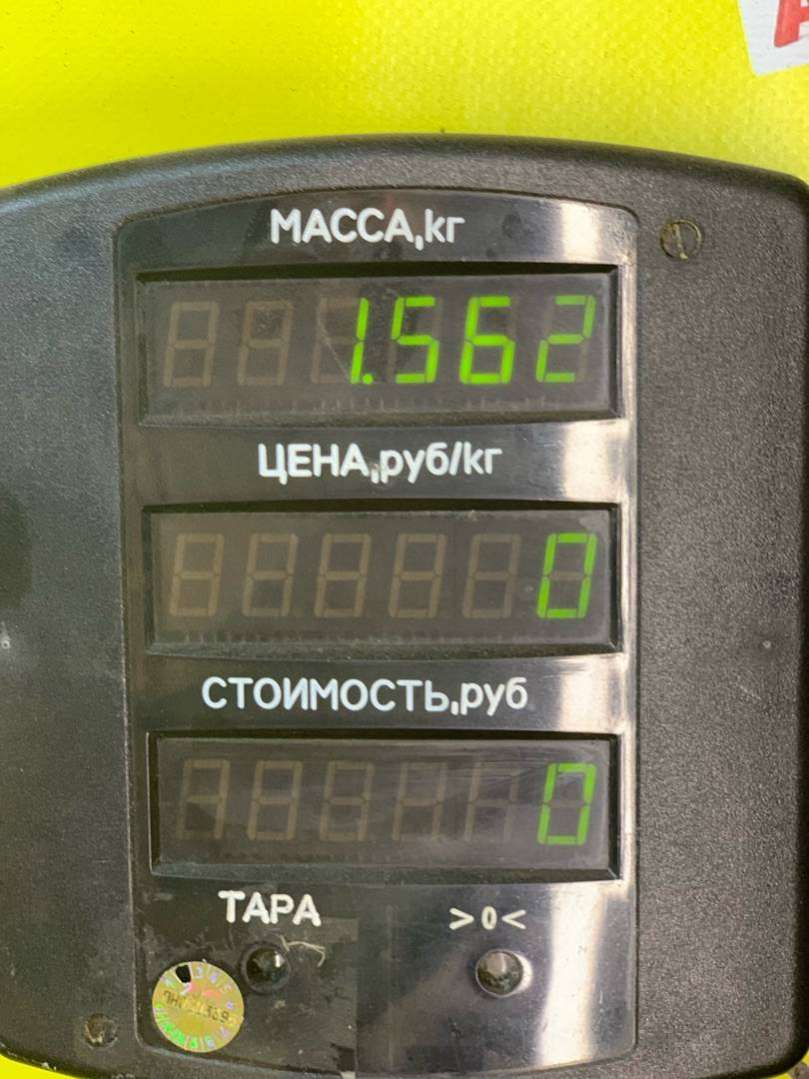 МАССА,кг
1.562
ЦЕНА,руб/кг
0
СТОИМОСТЬ,руб
0
ТАРА >0<